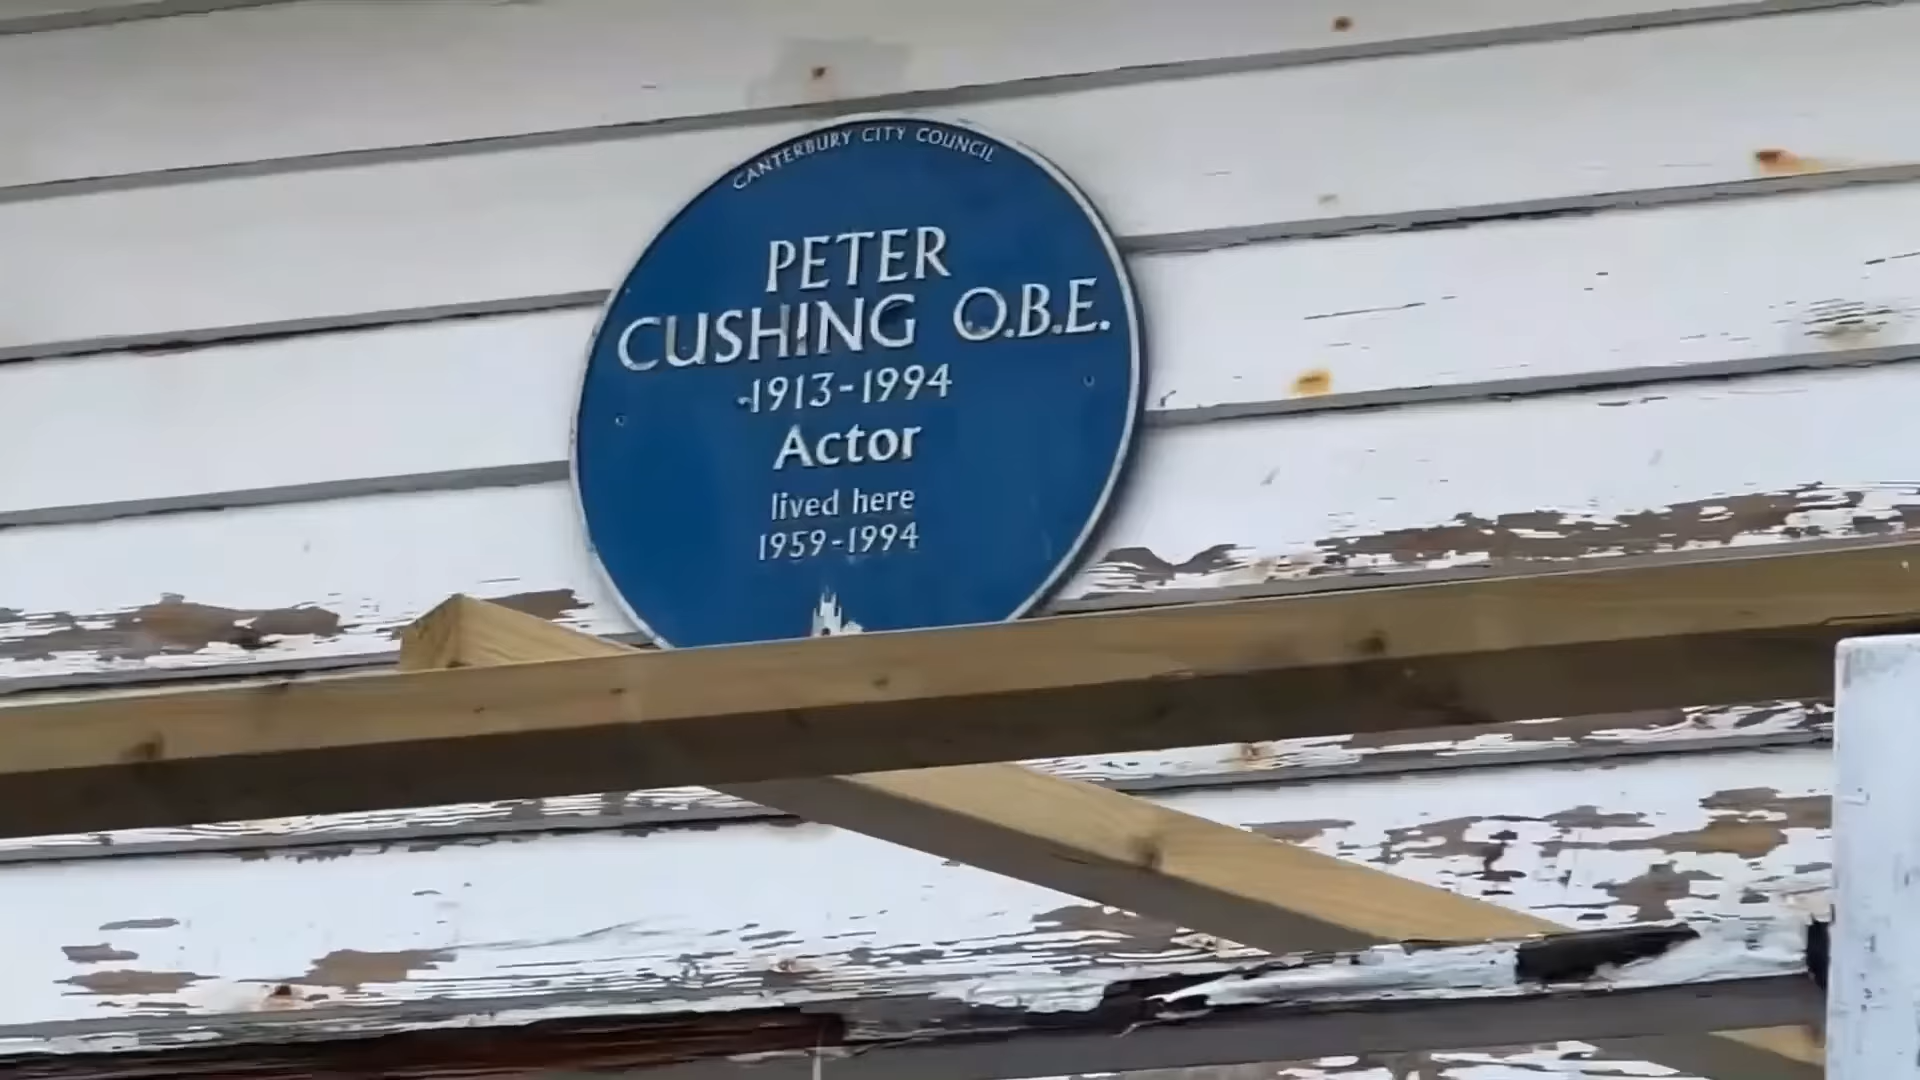 CANTERBURY CITY COUNCIL
PETER
CUSHING O.B.E.
1913-1994
Actor
lived here
1959-1994